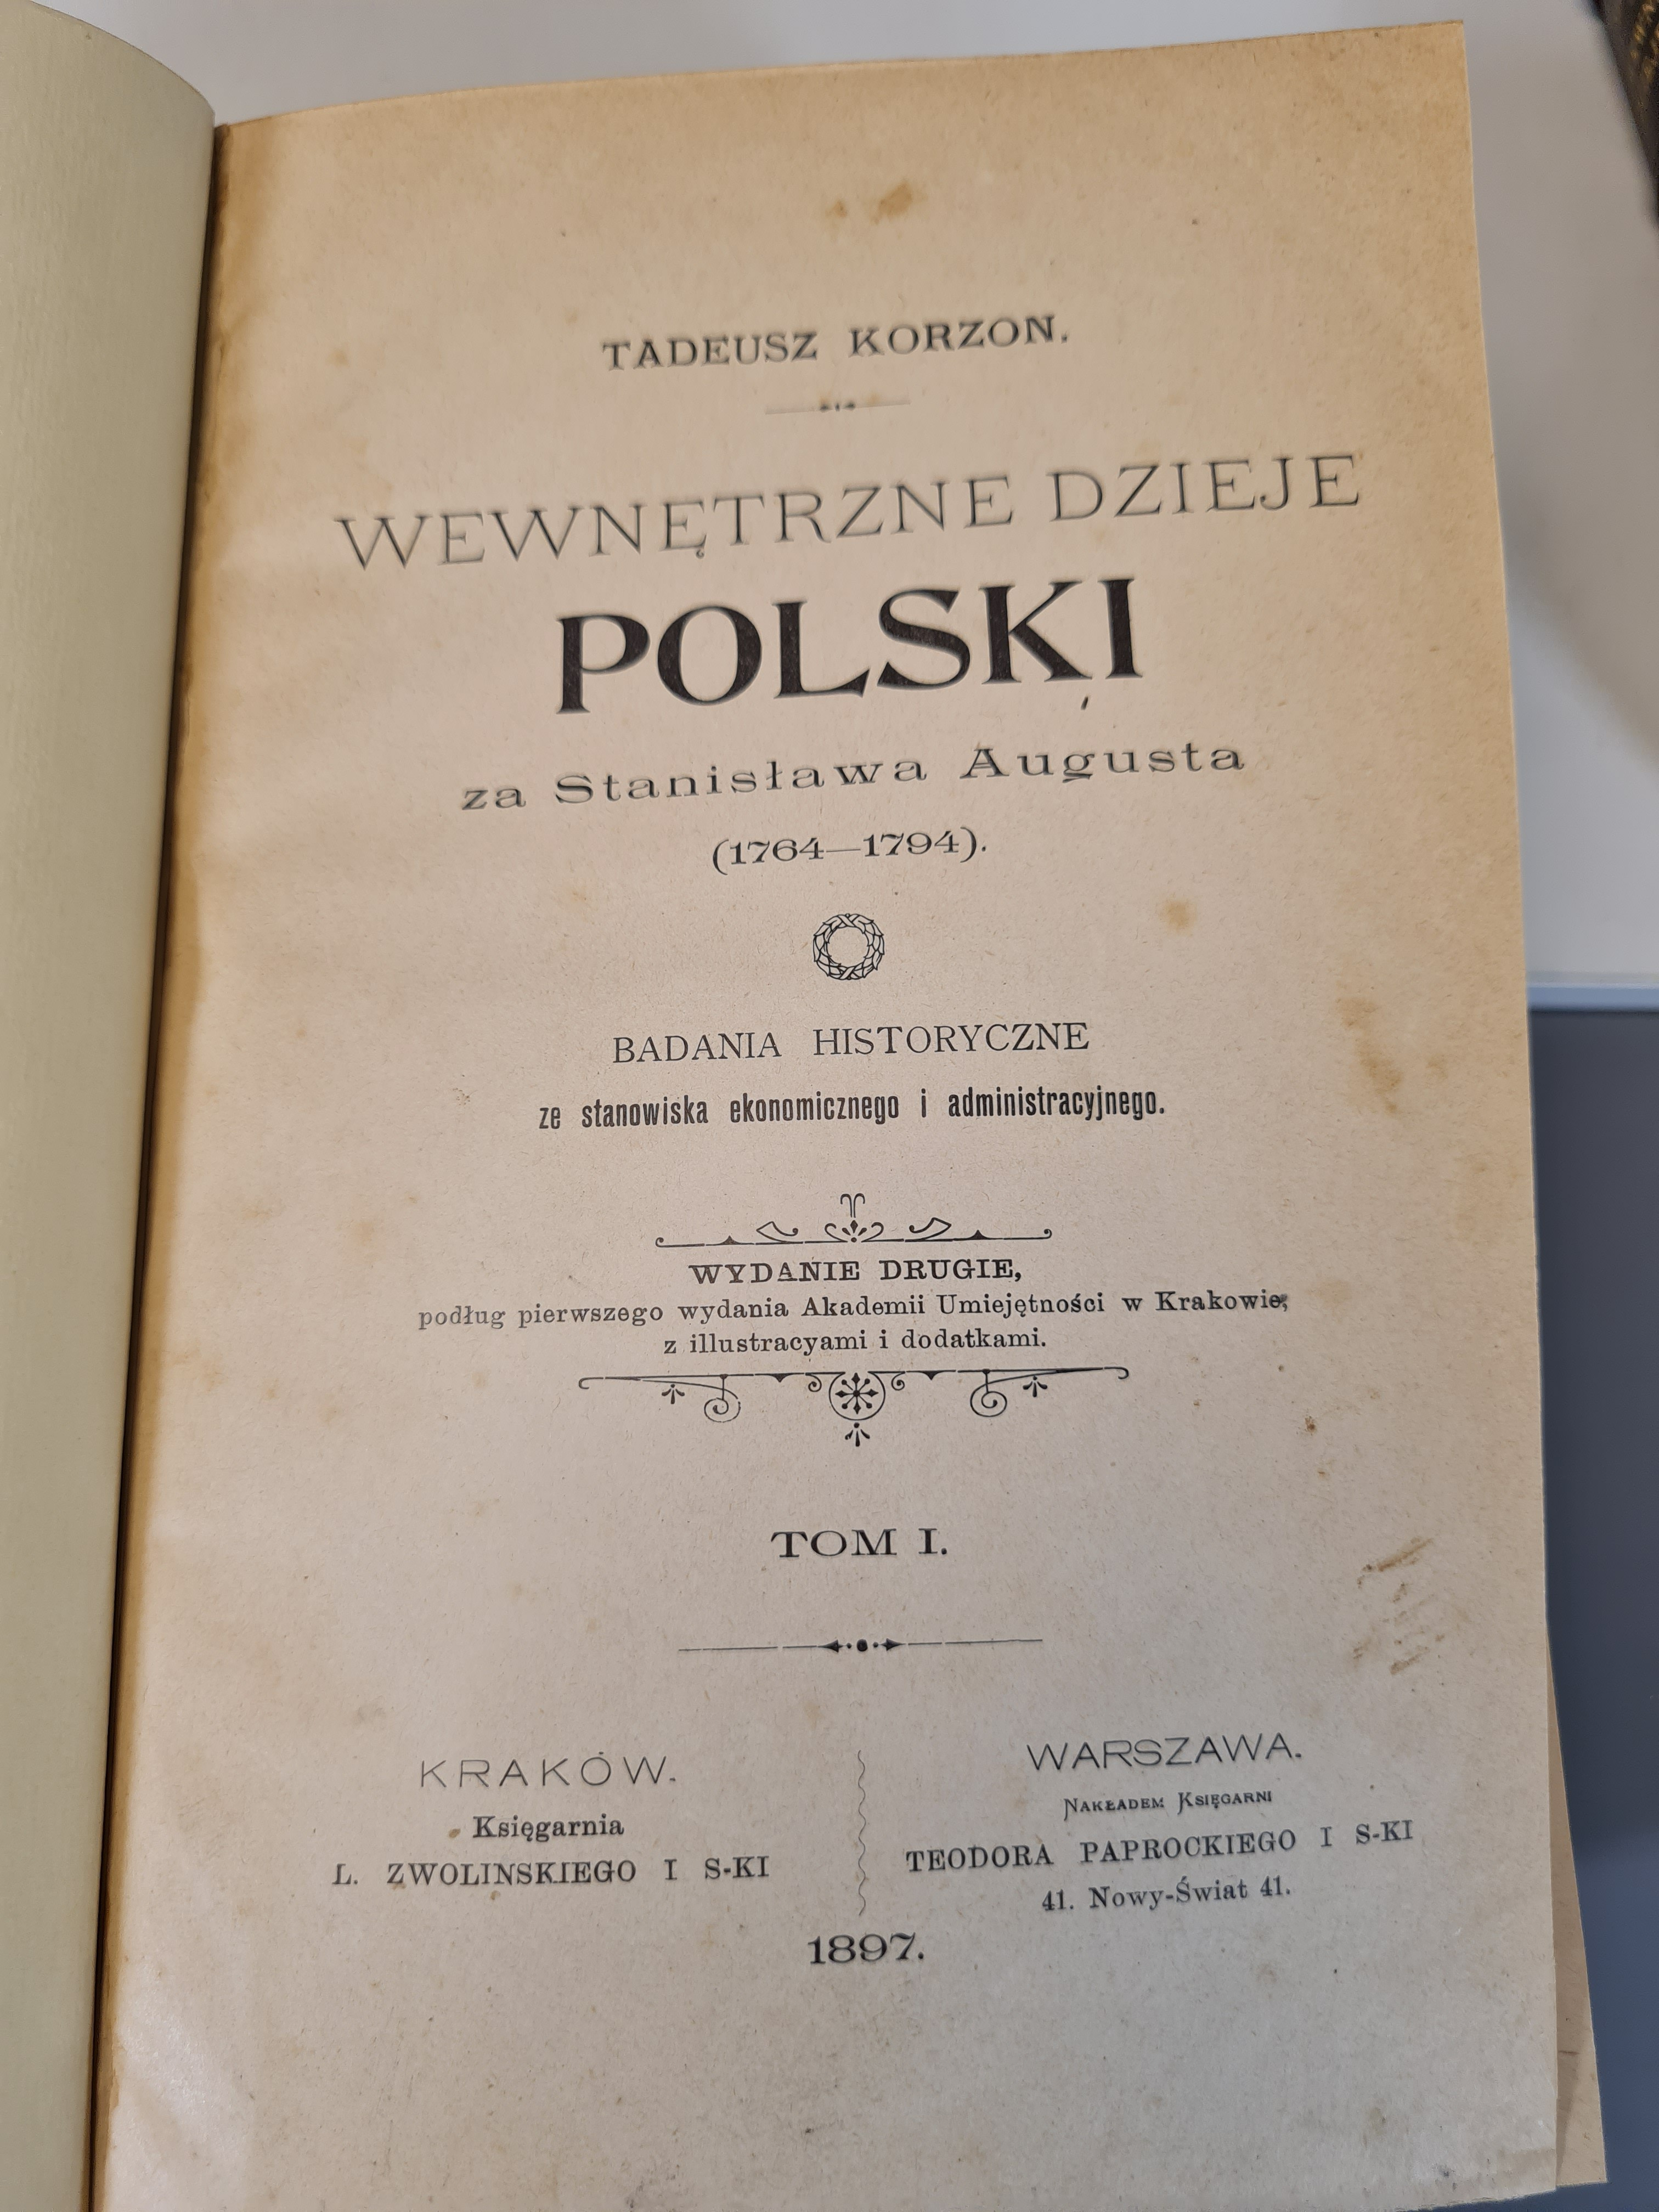 TADEUSZ KORZON.
WEWNĘTRZNE DZIEJE
POLSKI
za Stanisława Augusta
(1764—1794).
BADANIA HISTORYCZNE
ze stanowiska ekonomicznego i administracyjnego.
WYDANIE DRUGIE,
podług pierwszego wydania Akademii Umiejętności w Krakowie,
z illustracyami i dodatkami.
TOM I.
KRAKÓW.
Księgarnia
L. ZWOLINSKIEGO I S-KI
WARSZAWA.
NAKŁADEM KSIĘGARNI
TEODORA PAPROCKIEGO I S-KI
41. Nowy-Świat 41.
1897.